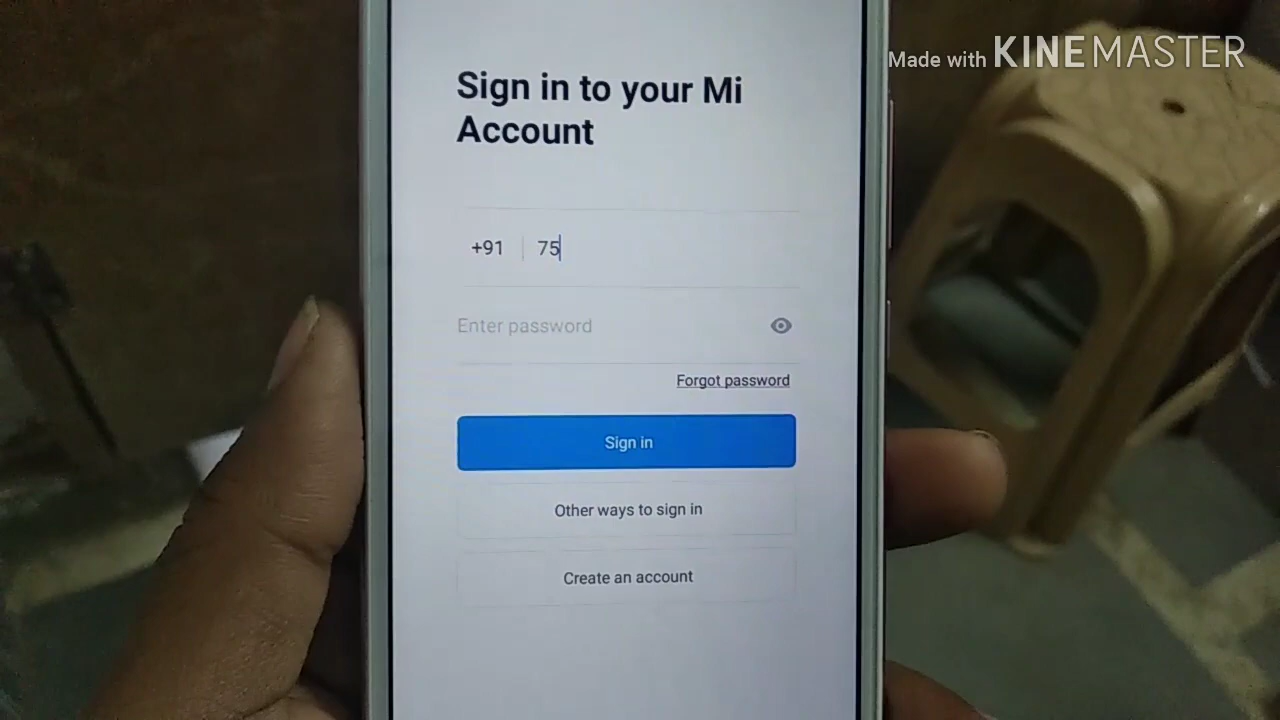 Made with KINEMASTER
Sign in to your Mi
Account
+91 75
Enter password
Forgot password
Sign in
Other ways to sign in
Create an account